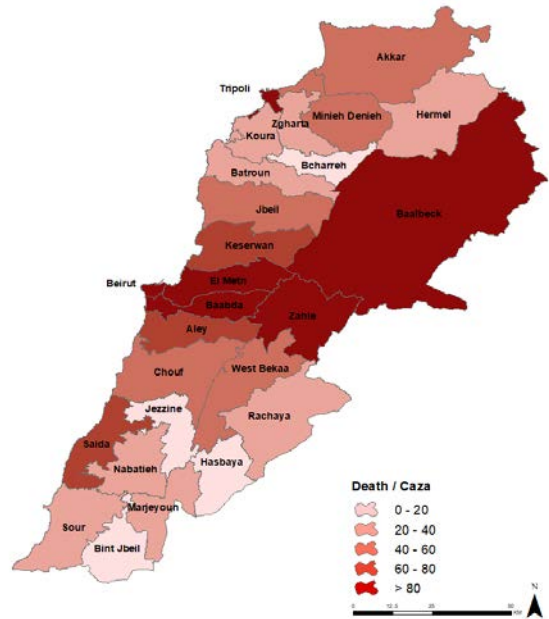 Akkar
Tripoli
Minieh Denieh
Hermel
Zgharta
Koura
Bcharreh
Batroun
Jbeil
Baalbeck
Keserwan
El Metn
Beirut
Baabda
Zahle
Aley
West Bekaa
Chouf
Jezzine
Rachaya
Saida
Nabatieh
Hasbaya
Marjeyoun
Sour
Bint Jbeil
Death / Caza
0 - 20
20 - 40
40 - 60
60 - 80
> 80
N
0